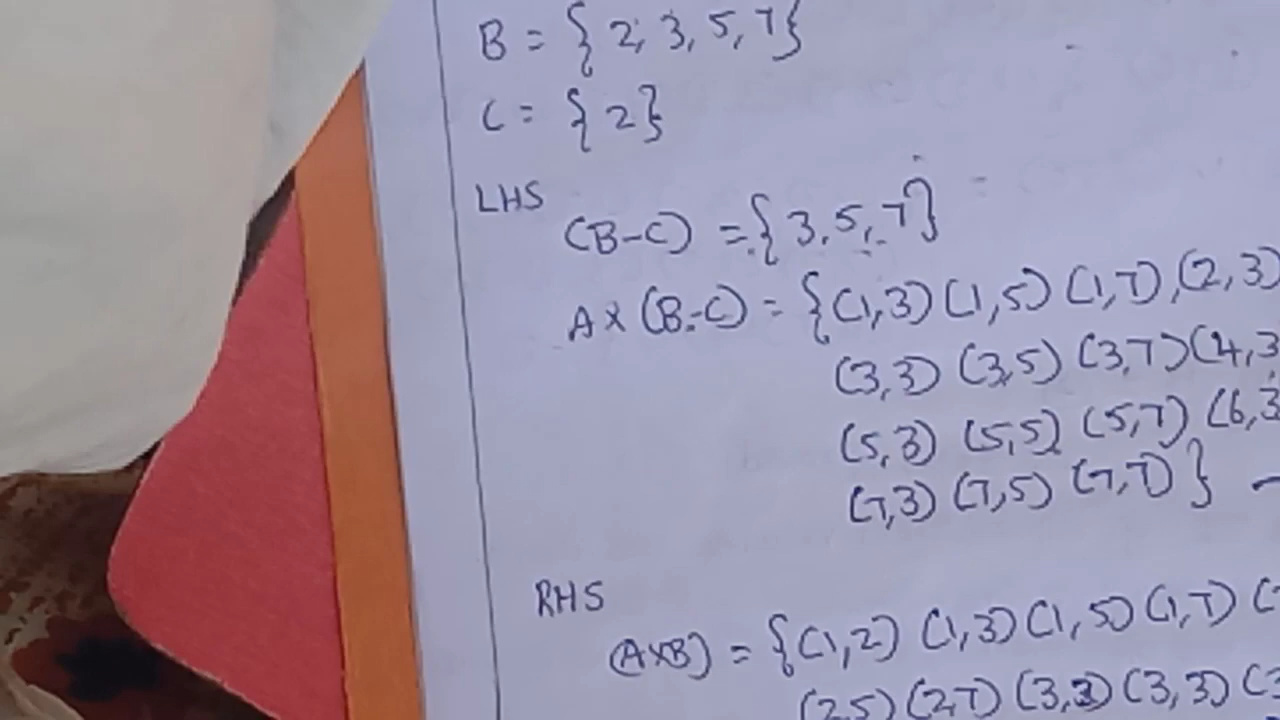 B = {2, 3, 5, 7}
C = {2}
LHS
(B-C) = {3, 5, 7}
A x (B-C) = {(1,3) (1,5) (1,7), (2,3)
(3,3) (3,5) (3,7) (4,3
(5,3) (5,5) (5,7) (6,3
(7,3) (7,5) (7,7)}
RHS
(AxB) = {(1,2) (1,3) (1,5) (1,7) (
(2,5) (2,7) (3,2) (3,3) (3